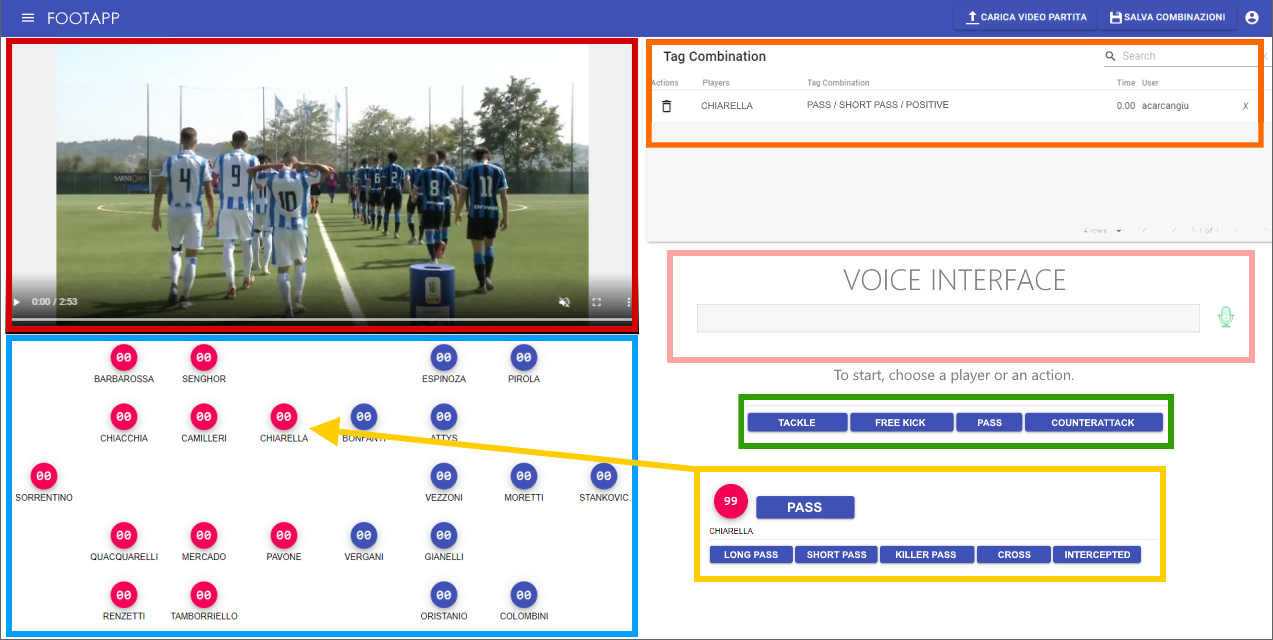 FOOTAPP
CARICA VIDEO PARTITA
SALVA COMBINAZIONI
4
9
10
8
11
0:00 / 2:53
Tag Combination
Search
Actions Players Tag Combination Time User
CHIARELLA PASS / SHORT PASS / POSITIVE 0.00 acarcangiu X
4 rows
VOICE INTERFACE
To start, choose a player or an action.
TACKLE FREE KICK PASS COUNTERATTACK
99 PASS
CHIARELLA
LONG PASS SHORT PASS KILLER PASS CROSS INTERCEPTED
00 00 00 00
BARBAROSSA SENGHOR ESPINOZA PIROLA
00 00 00 00 00
CHIACCHIA CAMILLERI CHIARELLA BONFANTI ATTYS
00 00 00 00
SORRENTINO VEZZONI MORETTI STANKOVIC
00 00 00 00 00
QUACQUARELLI MERCADO PAVONE VERGANI GIANELLI
00 00 00 00
RENZETTI TAMBORRIELLO ORISTANIO COLOMBINI